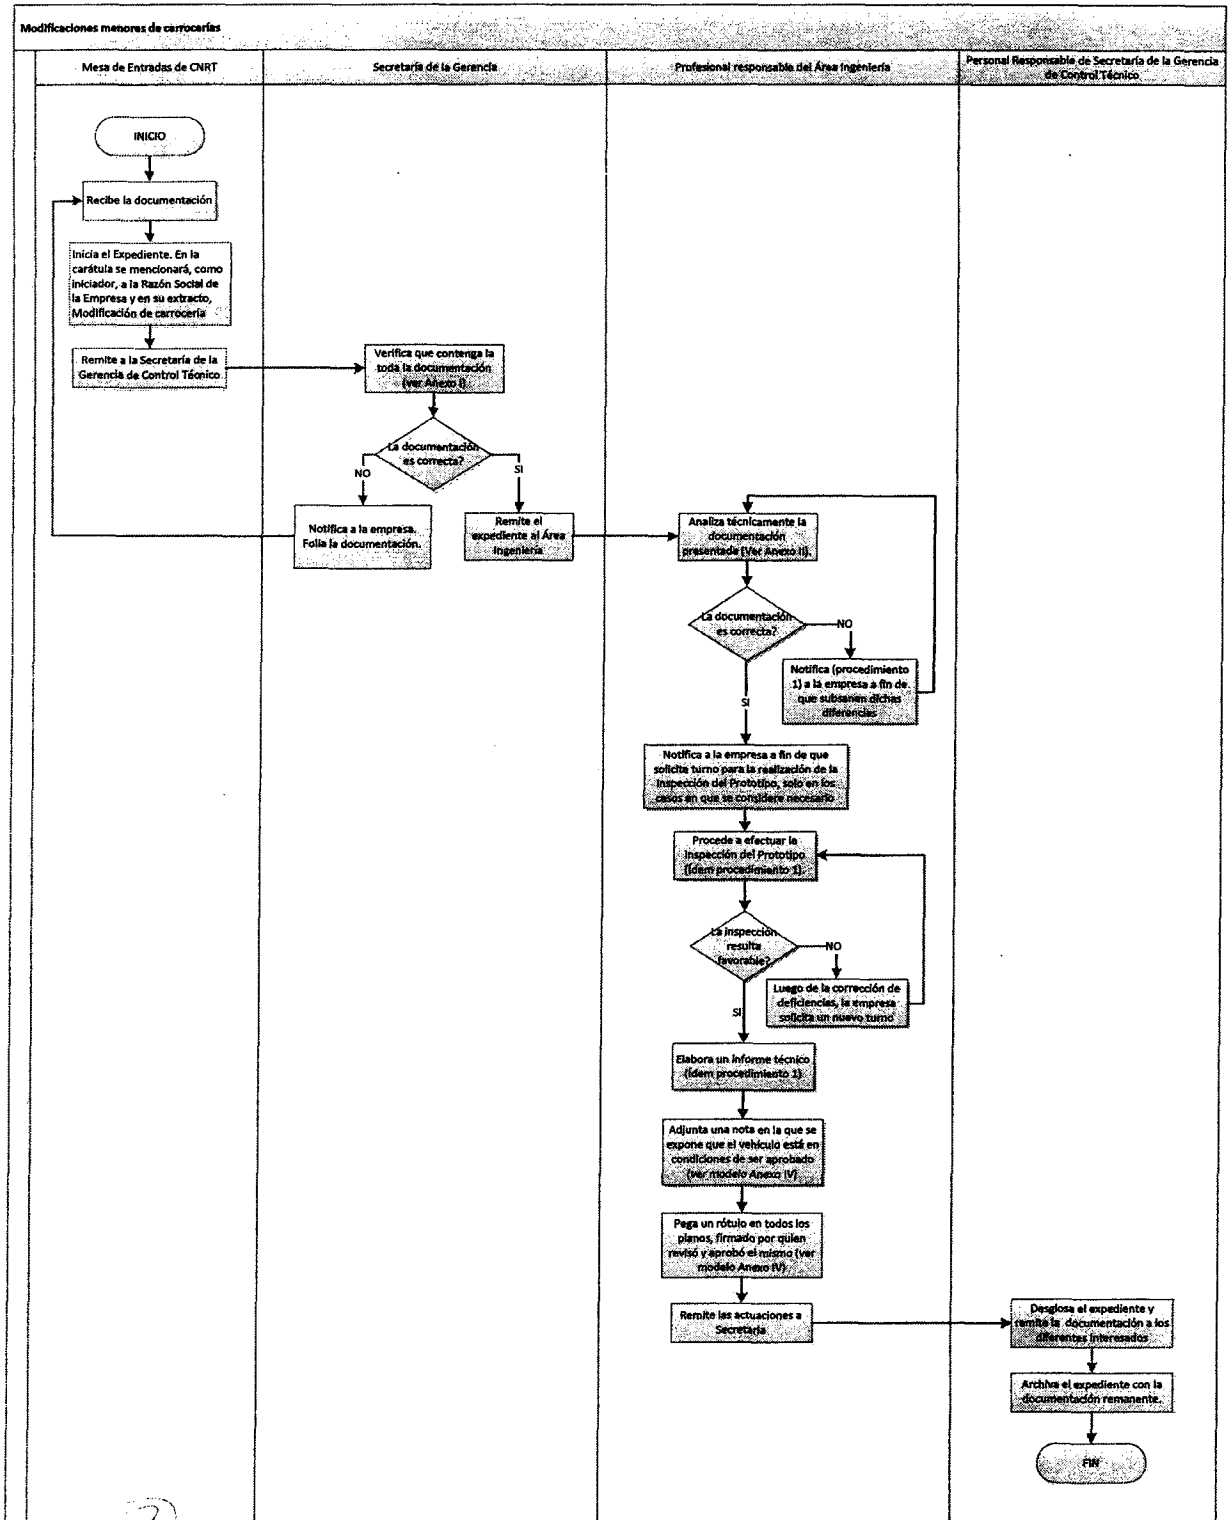 Modificaciones menores de carrocerías
Mesa de Entradas de CNRT
Secretaría de la Gerencia
Profesional responsable del Área Ingeniería
Personal Responsable de Secretaría de la Gerencia
de Control Técnico
INICIO
Recibe la documentación
Inicia el Expediente. En la
carátula se mencionará, como
iniciador, a la Razón Social de
la Empresa y en su extracto,
Modificación de carrocería
Remite a la Secretaría de la
Gerencia de Control Técnico
Verifica que contenga la
toda la documentación
(ver Anexo I)
La documentación
es correcta?
NO
SI
Notifica a la empresa.
Folia la documentación.
Remite el
expediente al Área
Ingeniería
Analiza técnicamente la
documentación
presentada (Ver Anexo II).
La documentación
es correcta?
NO
SI
Notifica (procedimiento
1) a la empresa a fin de
que subsanen dichas
diferencias
Notifica a la empresa a fin de que
solicite turno para la realización de la
Inspección del Prototipo, solo en los
casos en que se considere necesario
Procede a efectuar la
Inspección del Prototipo
(ídem procedimiento 1).
La inspección
resulta
favorable?
NO
SI
Luego de la corrección de
deficiencias, la empresa
solicita un nuevo turno
Elabora un informe técnico
(ídem procedimiento 1)
Adjunta una nota en la que se
expone que el vehículo está en
condiciones de ser aprobado
(ver modelo Anexo IV)
Pega un rótulo en todos los
planos, firmado por quien
revisó y aprobó el mismo (ver
modelo Anexo IV)
Remite las actuaciones a
Secretaría
Desglosa el expediente y
remite la documentación a los
diferentes interesados
Archiva el expediente con la
documentación remanente.
FIN